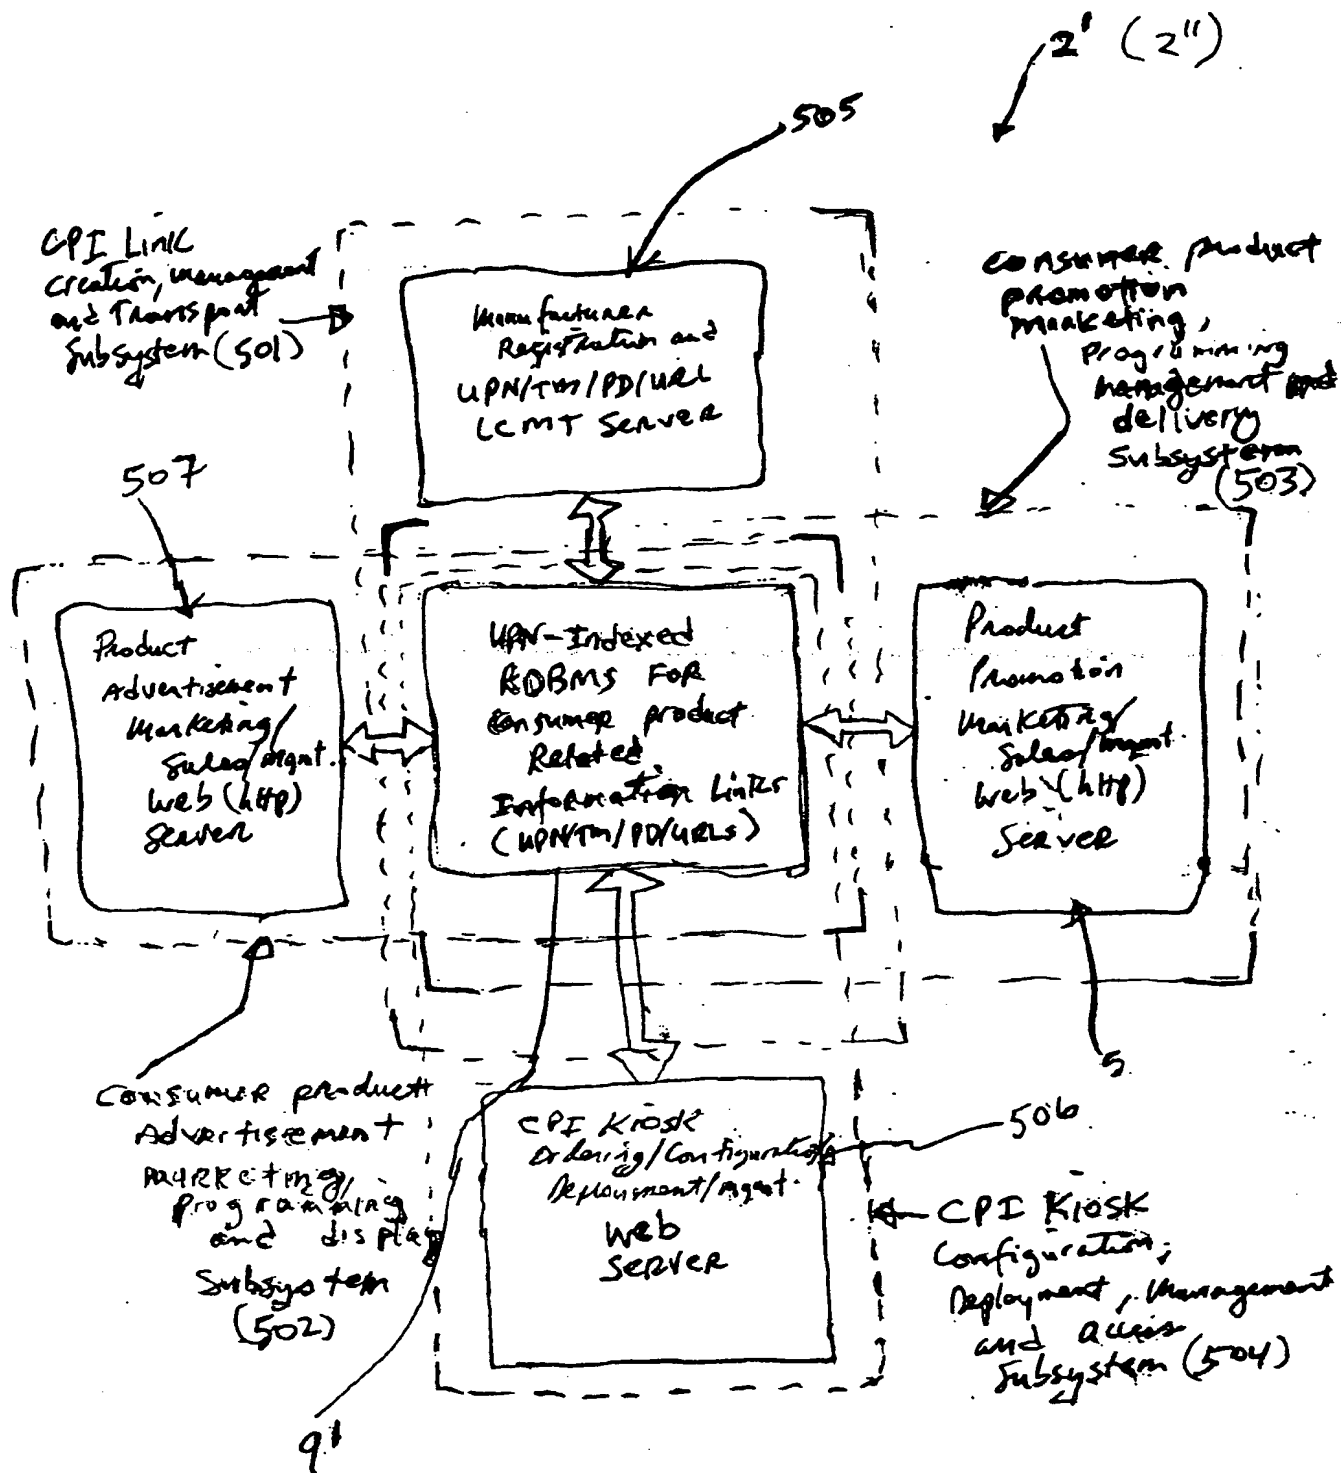 2' (2'')
505
CPI Link
Creation, Management
and Transport
Subsystem (501)
Manufacturer
Registration and
UPN/TM/PD/URL
LCMT Server
Consumer product
promotion
marketing,
Programming
management and
delivery
Subsystem
(503)
507
Product
Advertisement
Marketing/
Sales/Mgmt.
Web (http)
Server
UPN-Indexed
RDBMS FOR
Consumer product
Related
Information Links
(UPN/TM/PD/URLs)
Product
Promotion
Marketing/
Sales/Mgmt.
Web (http)
Server
5
Consumer product
Advertisement
marketing,
programming
and display
Subsystem
(502)
CPI Kiosk
Ordering/Configuration/
Deployment/Mgmt.
Web
Server
506
CPI Kiosk
Configuration,
Deployment, Management
and Access
Subsystem (504)
9'